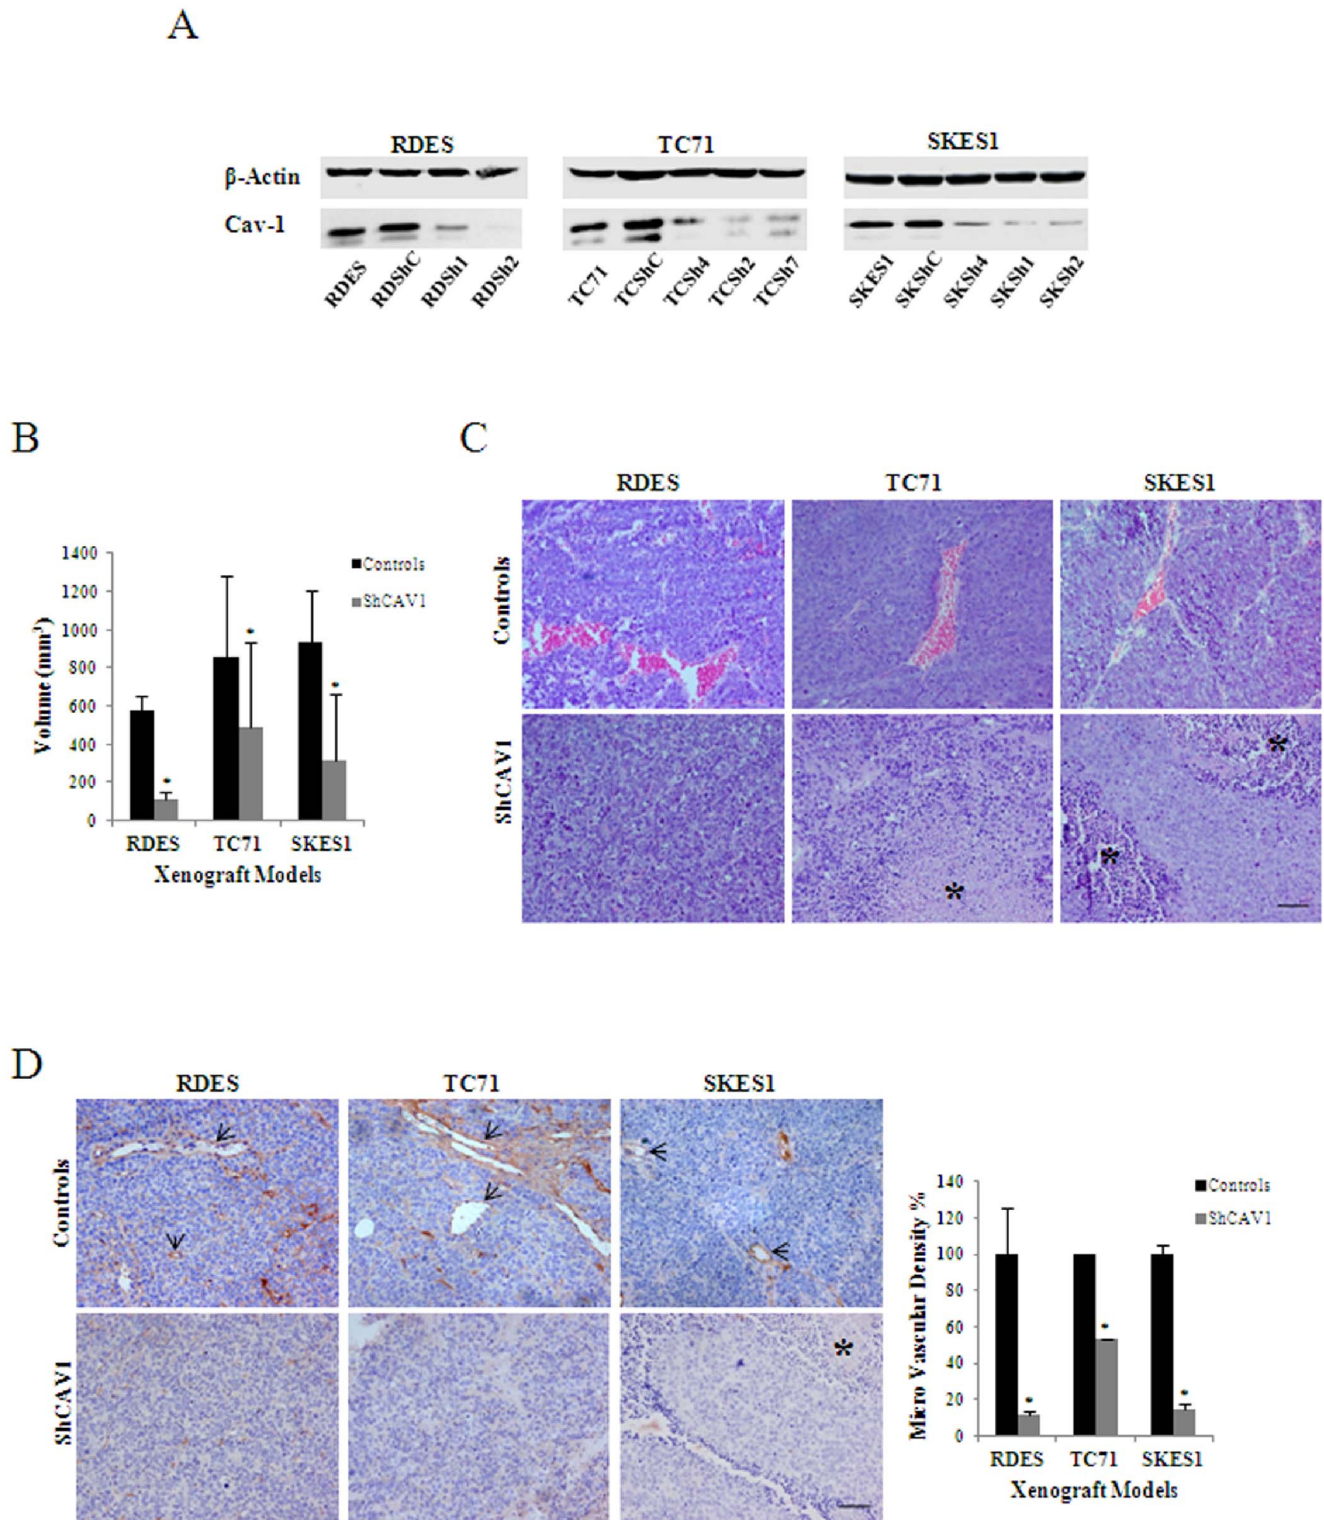 A
RDES TC71 SKES1
β-Actin
Cav-1
RDES RDShC RDSh1 RDSh2 TC71 TCShC TCSh4 TCSh2 TCSh7 SKES1 SKShC SKSh4 SKSh1 SKSh2
B
1400
1200
1000
800
600
400
200
0
Volume (mm³)
Controls
ShCAV1
*
*
*
RDES TC71 SKES1
Xenograft Models
C
RDES TC71 SKES1
Controls
ShCAV1
*
*
*
D
RDES TC71 SKES1
Controls
ShCAV1
*
140
120
100
80
60
40
20
0
Micro Vascular Density %
Controls
ShCAV1
*
*
*
RDES TC71 SKES1
Xenograft Models